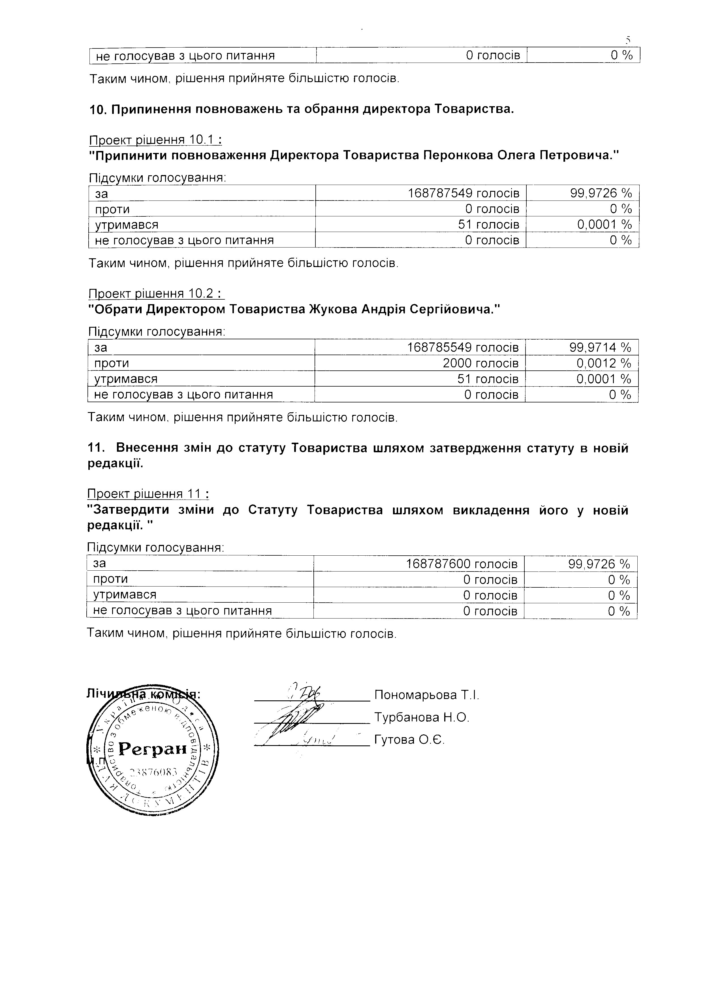 5
не голосував з цього питання 0 голосів 0 %
Таким чином, рішення прийняте більшістю голосів.
10. Припинення повноважень та обрання директора Товариства.
Проект рішення 10.1 :
"Припинити повноваження Директора Товариства Перонкова Олега Петровича."
Підсумки голосування:
за 168787549 голосів 99,9726 %
проти 0 голосів 0 %
утримався 51 голосів 0,0001 %
не голосував з цього питання 0 голосів 0 %
Таким чином, рішення прийняте більшістю голосів.
Проект рішення 10.2 :
"Обрати Директором Товариства Жукова Андрія Сергійовича."
Підсумки голосування:
за 168785549 голосів 99,9714 %
проти 2000 голосів 0,0012 %
утримався 51 голосів 0,0001 %
не голосував з цього питання 0 голосів 0 %
Таким чином, рішення прийняте більшістю голосів.
11. Внесення змін до статуту Товариства шляхом затвердження статуту в новій
редакції.
Проект рішення 11 :
"Затвердити зміни до Статуту Товариства шляхом викладення його у новій
редакції. "
Підсумки голосування:
за 168787600 голосів 99,9726 %
проти 0 голосів 0 %
утримався 0 голосів 0 %
не голосував з цього питання 0 голосів 0 %
Таким чином, рішення прийняте більшістю голосів.
Лічильна комісія: Пономарьова Т.І.
Турбанова Н.О.
Гутова О.Є.
М.П
Україна м. Одеса
Товариство з обмеженою відповідальністю
Регран
23876083
ДЛЯ ДОКУМЕНТІВ